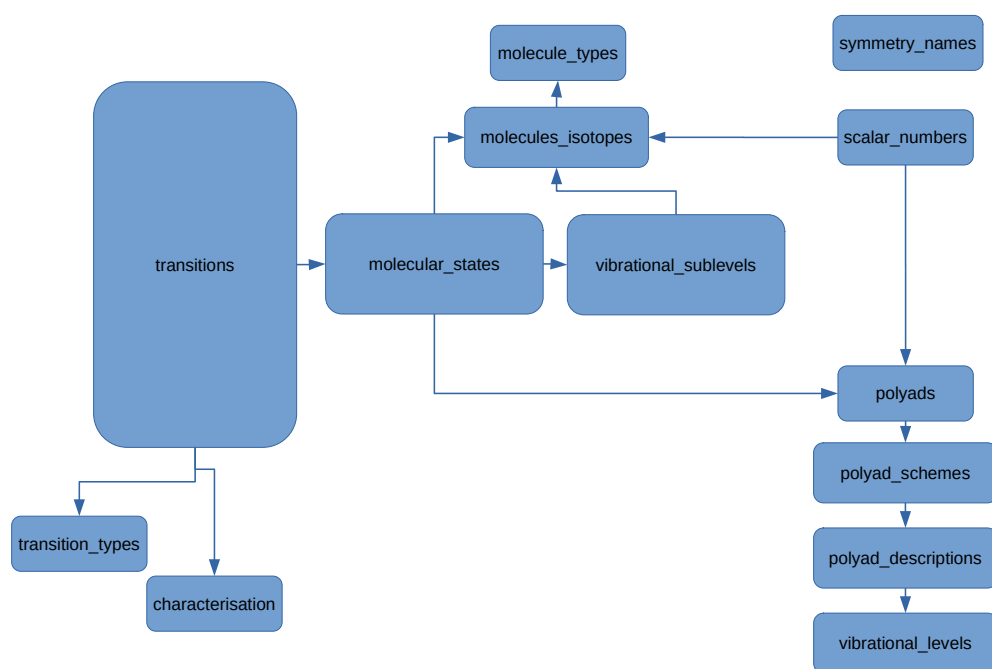 symmetry_names
molecule_types
molecules_isotopes
scalar_numbers
transitions
molecular_states
vibrational_sublevels
polyads
polyad_schemes
transition_types
polyad_descriptions
characterisation
vibrational_levels